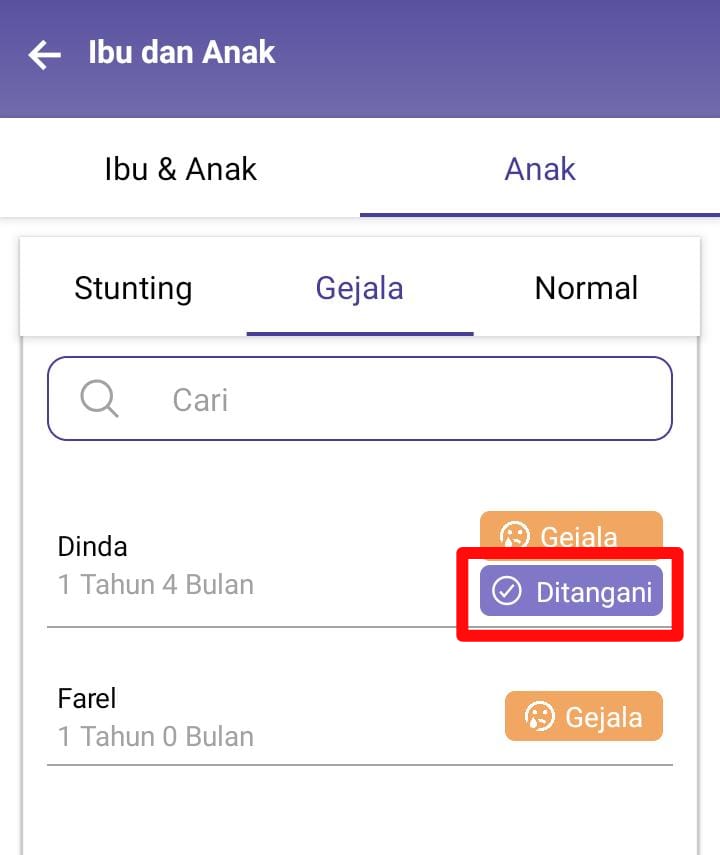 Ibu dan Anak
Ibu & Anak
Anak
Stunting
Gejala
Normal
Cari
Dinda
1 Tahun 4 Bulan
Gejala
Ditangani
Farel
1 Tahun 0 Bulan
Gejala